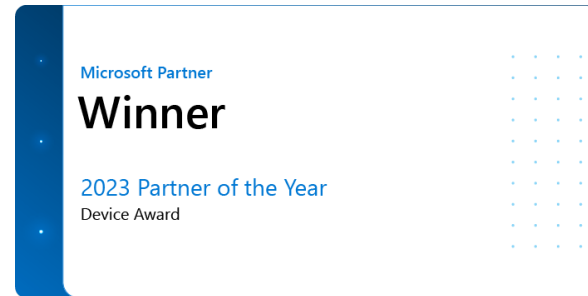 Microsoft Partner
Winner
2023 Partner of the Year
Device Award